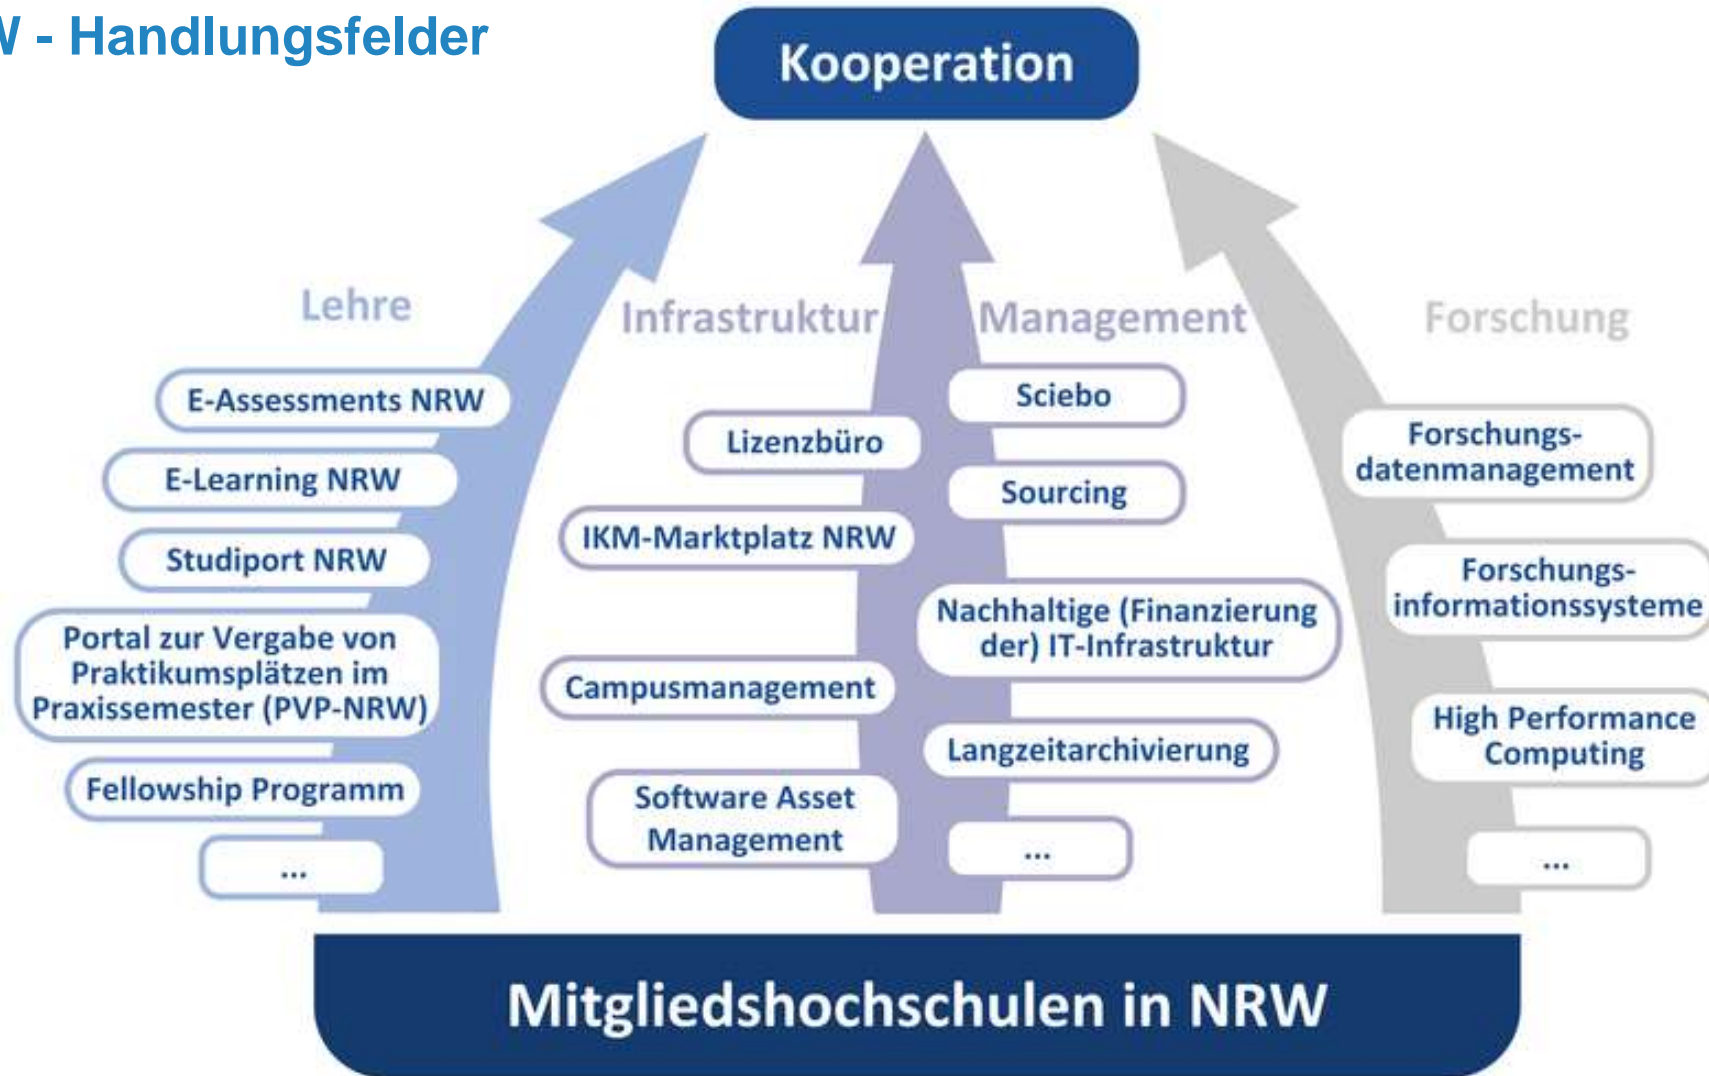 W - Handlungsfelder
Kooperation
Lehre
E-Assessments NRW
E-Learning NRW
Studiport NRW
Portal zur Vergabe von
Praktikumsplätzen im
Praxissemester (PVP-NRW)
Fellowship Programm
...
Infrastruktur
Lizenzbüro
IKM-Marktplatz NRW
Campusmanagement
Software Asset
Management
Management
Sciebo
Sourcing
Nachhaltige (Finanzierung
der) IT-Infrastruktur
Langzeitarchivierung
...
Forschung
Forschungs-
datenmanagement
Forschungs-
informationssysteme
High Performance
Computing
...
Mitgliedshochschulen in NRW